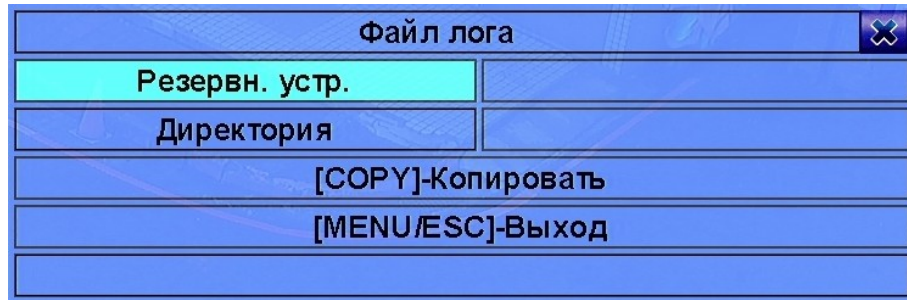 Файл лога
Резервн. устр.
Директория
[COPY]-Копировать
[MENU/ESC]-Выход